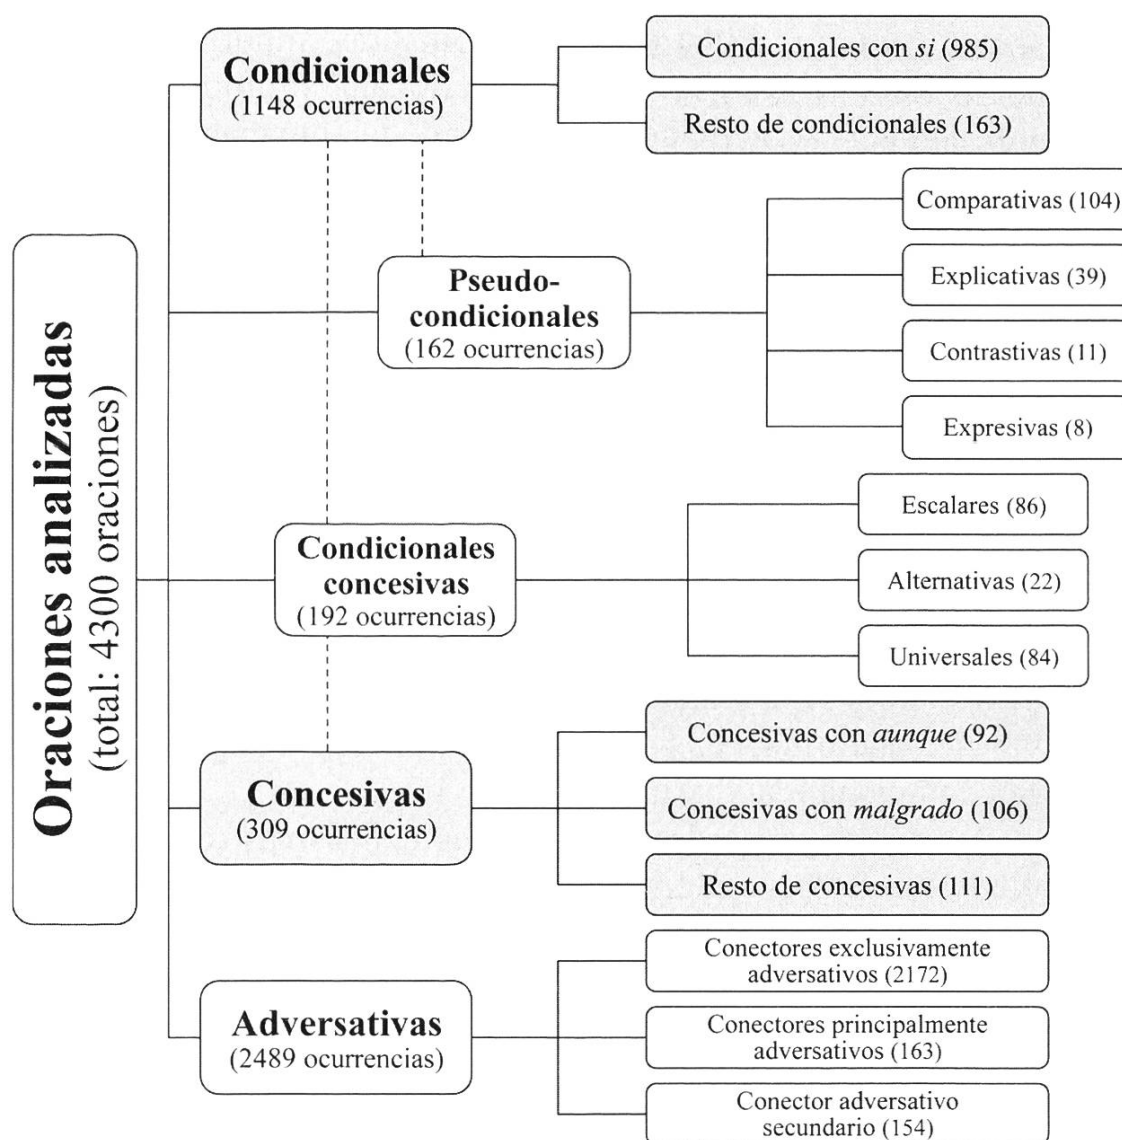 Oraciones analizadas
(total: 4300 oraciones)
Condicionales
(1148 ocurrencias)
Condicionales con si (985)
Resto de condicionales (163)
Pseudo-
condicionales
(162 ocurrencias)
Comparativas (104)
Explicativas (39)
Contrastivas (11)
Expresivas (8)
Condicionales
concesivas
(192 ocurrencias)
Escalares (86)
Alternativas (22)
Universales (84)
Concesivas
(309 ocurrencias)
Concesivas con aunque (92)
Concesivas con malgrado (106)
Resto de concesivas (111)
Adversativas
(2489 ocurrencias)
Conectores exclusivamente
adversativos (2172)
Conectores principalmente
adversativos (163)
Conector adversativo
secundario (154)